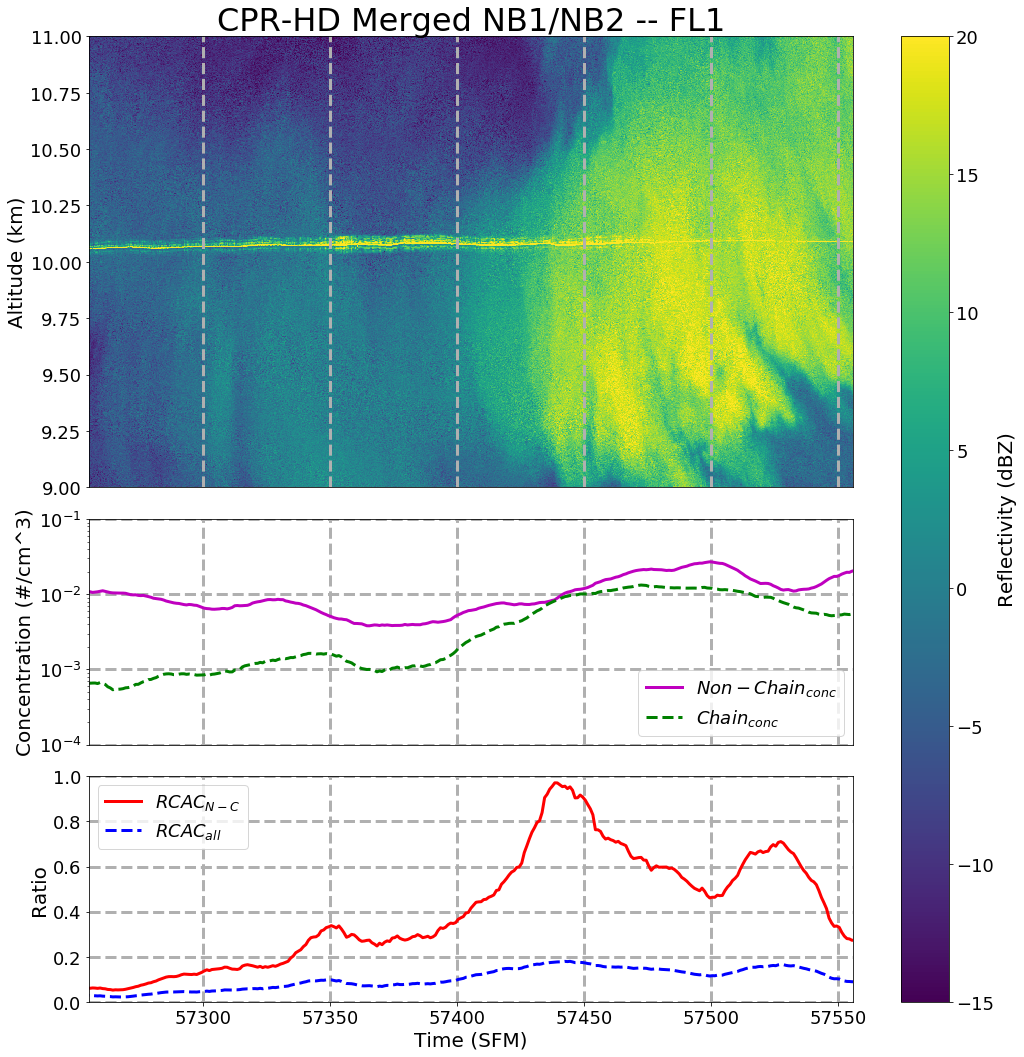 CPR-HD Merged NB1/NB2 -- FL1
11.00
10.75
10.50
10.25
10.00
9.75
9.50
9.25
9.00
Altitude (km)
20
15
10
5
0
−5
−10
−15
Reflectivity (dBZ)
10⁻¹
10⁻²
10⁻³
10⁻⁴
Concentration (#/cm^3)
Non − Chain_conc
Chain_conc
1.0
0.8
0.6
0.4
0.2
0.0
Ratio
RCAC_N−C
RCAC_all
57300 57350 57400 57450 57500 57550
Time (SFM)